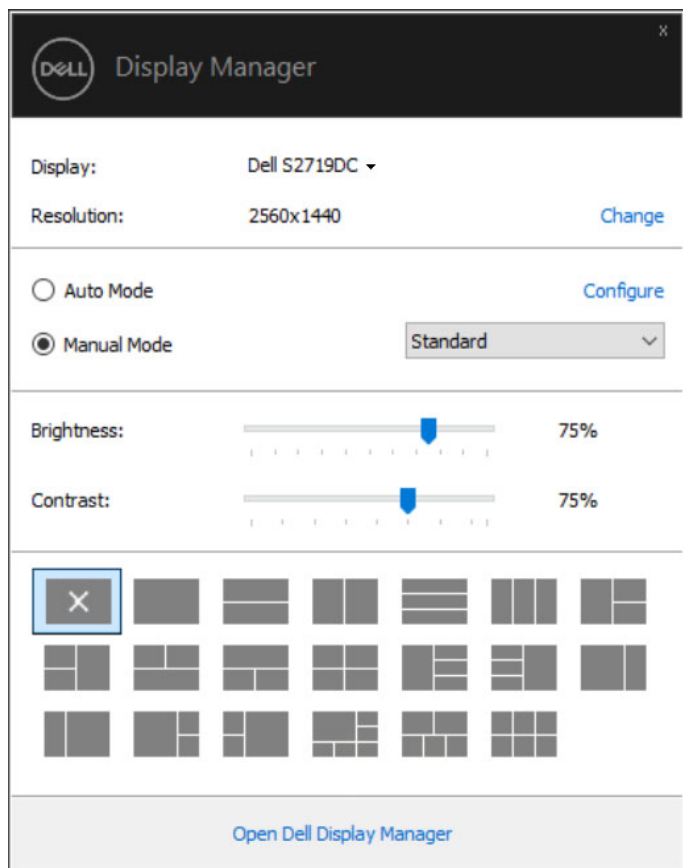 x
DELL Display Manager
Display: Dell S2719DC
Resolution: 2560x1440 Change
Auto Mode Configure
Manual Mode Standard
Brightness: 75%
Contrast: 75%
Open Dell Display Manager